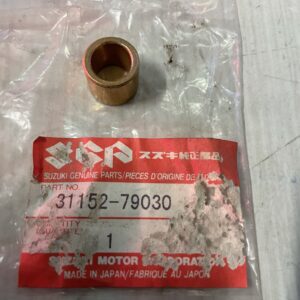 SGP スズキ純正部品
SUZUKI GENUINE PARTS/PIECES D'ORIGINE DE
PART NO.
31152-79030
1
SUZUKI MOTOR CORPORATION
MADE IN JAPAN/FABRIQUE AU JAPON